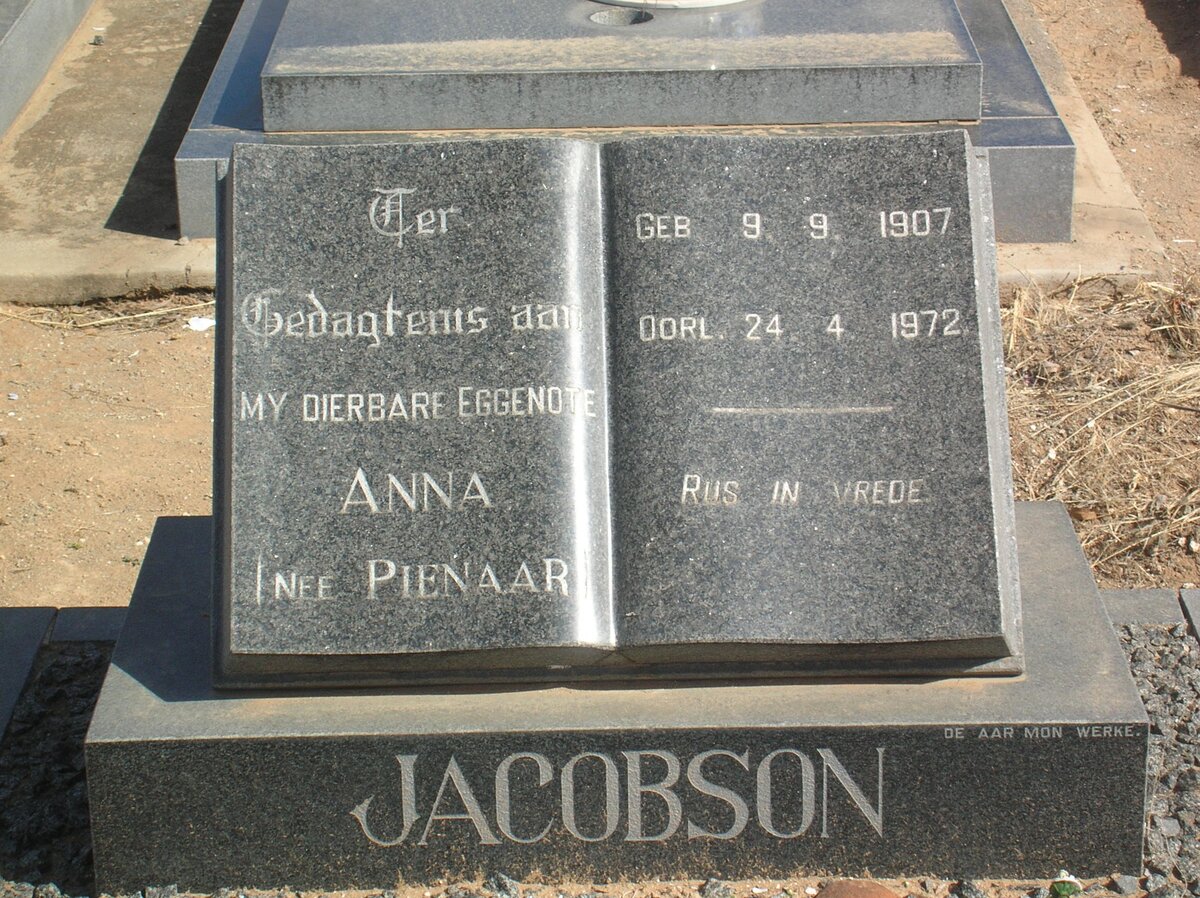 Ter
Gedagtenis aan
MY DIERBARE EGGENOTE
ANNA
(NEE PIENAAR)
GEB 9. 9. 1907
OORL. 24. 4 1972
RUS IN VREDE
DE AAR MON WERKE.
JACOBSON